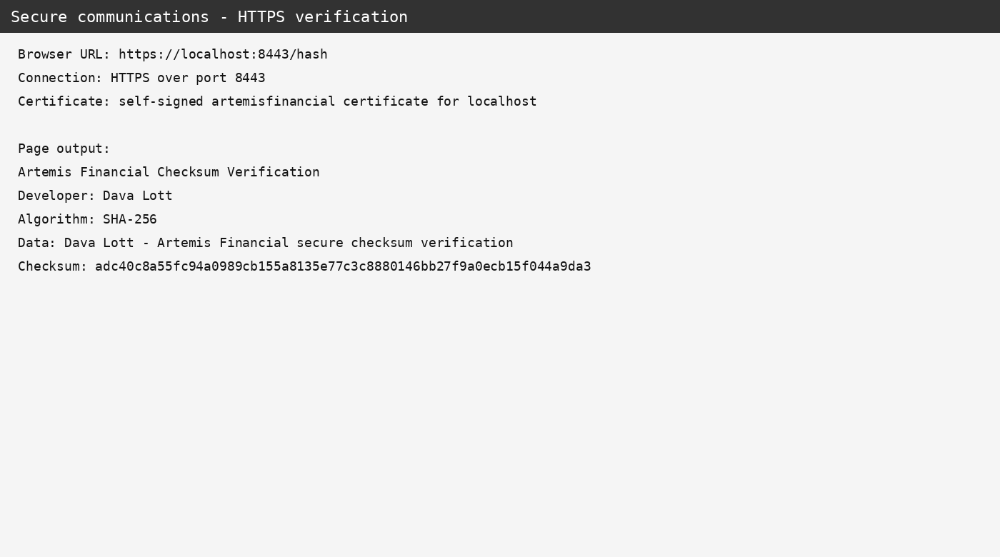 Secure communications - HTTPS verification
Browser URL: https://localhost:8443/hash
Connection: HTTPS over port 8443
Certificate: self-signed artemisfinancial certificate for localhost
Page output:
Artemis Financial Checksum Verification
Developer: Dava Lott
Algorithm: SHA-256
Data: Dava Lott - Artemis Financial secure checksum verification
Checksum: adc40c8a55fc94a0989cb155a8135e77c3c8880146bb27f9a0ecb15f044a9da3